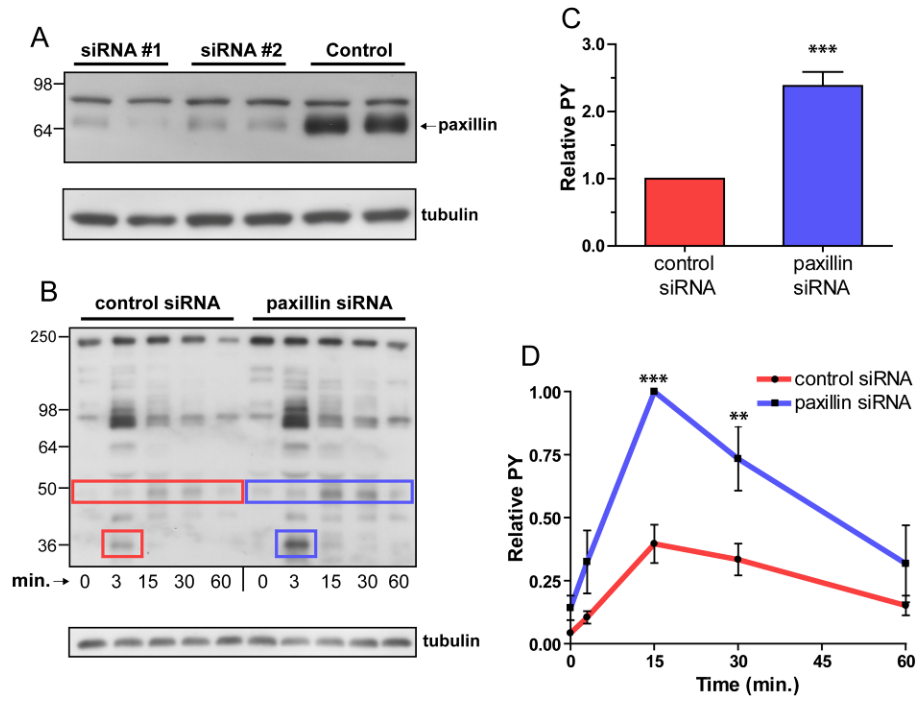 A
siRNA #1 siRNA #2 Control
98
64
←paxillin
tubulin
B
control siRNA paxillin siRNA
250
98
64
50
36
min.→ 0 3 15 30 60 0 3 15 30 60
tubulin
C
Relative PY
3.0
2.0
1.0
0.0
***
control
siRNA
paxillin
siRNA
D
control siRNA
paxillin siRNA
Relative PY
1.00
0.75
0.50
0.25
0.00
***
**
0 15 30 45 60
Time (min.)